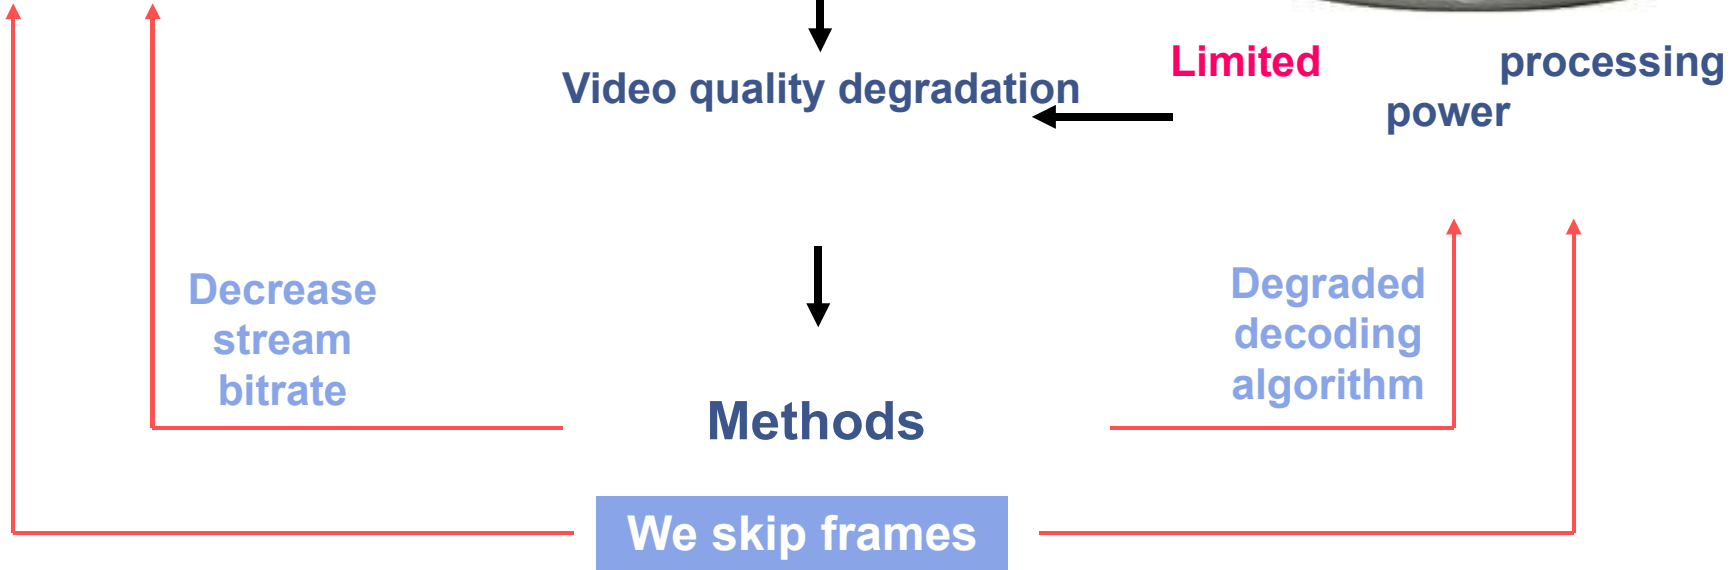 Limited processing
power
Video quality degradation
Decrease
stream
bitrate
Degraded
decoding
algorithm
Methods
We skip frames